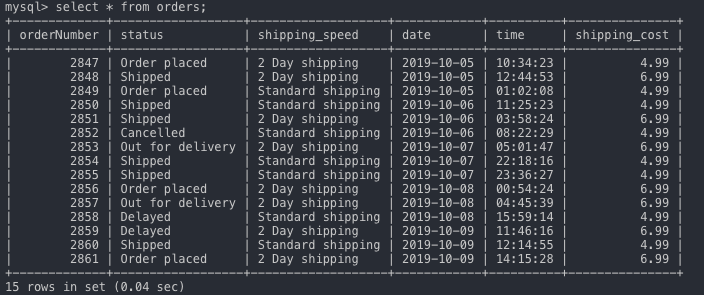 mysql> select * from orders;
+-------------+------------------+-------------------+------------+----------+---------------+
| orderNumber | status           | shipping_speed    | date       | time     | shipping_cost |
+-------------+------------------+-------------------+------------+----------+---------------+
|        2847 | Order placed     | 2 Day shipping    | 2019-10-05 | 10:34:23 |          4.99 |
|        2848 | Shipped          | 2 Day shipping    | 2019-10-05 | 12:44:53 |          6.99 |
|        2849 | Order placed     | Standard shipping | 2019-10-05 | 01:02:08 |          4.99 |
|        2850 | Shipped          | Standard shipping | 2019-10-06 | 11:25:23 |          4.99 |
|        2851 | Shipped          | 2 Day shipping    | 2019-10-06 | 03:58:24 |          6.99 |
|        2852 | Cancelled        | Standard shipping | 2019-10-06 | 08:22:29 |          4.99 |
|        2853 | Out for delivery | 2 Day shipping    | 2019-10-07 | 05:01:47 |          6.99 |
|        2854 | Shipped          | Standard shipping | 2019-10-07 | 22:18:16 |          4.99 |
|        2855 | Shipped          | Standard shipping | 2019-10-07 | 23:36:27 |          4.99 |
|        2856 | Order placed     | 2 Day shipping    | 2019-10-08 | 00:54:24 |          6.99 |
|        2857 | Out for delivery | 2 Day shipping    | 2019-10-08 | 04:45:39 |          6.99 |
|        2858 | Delayed          | Standard shipping | 2019-10-08 | 15:59:14 |          4.99 |
|        2859 | Delayed          | 2 Day shipping    | 2019-10-09 | 11:46:16 |          6.99 |
|        2860 | Shipped          | Standard shipping | 2019-10-09 | 12:14:55 |          4.99 |
|        2861 | Order placed     | 2 Day shipping    | 2019-10-09 | 14:15:28 |          6.99 |
+-------------+------------------+-------------------+------------+----------+---------------+
15 rows in set (0.04 sec)